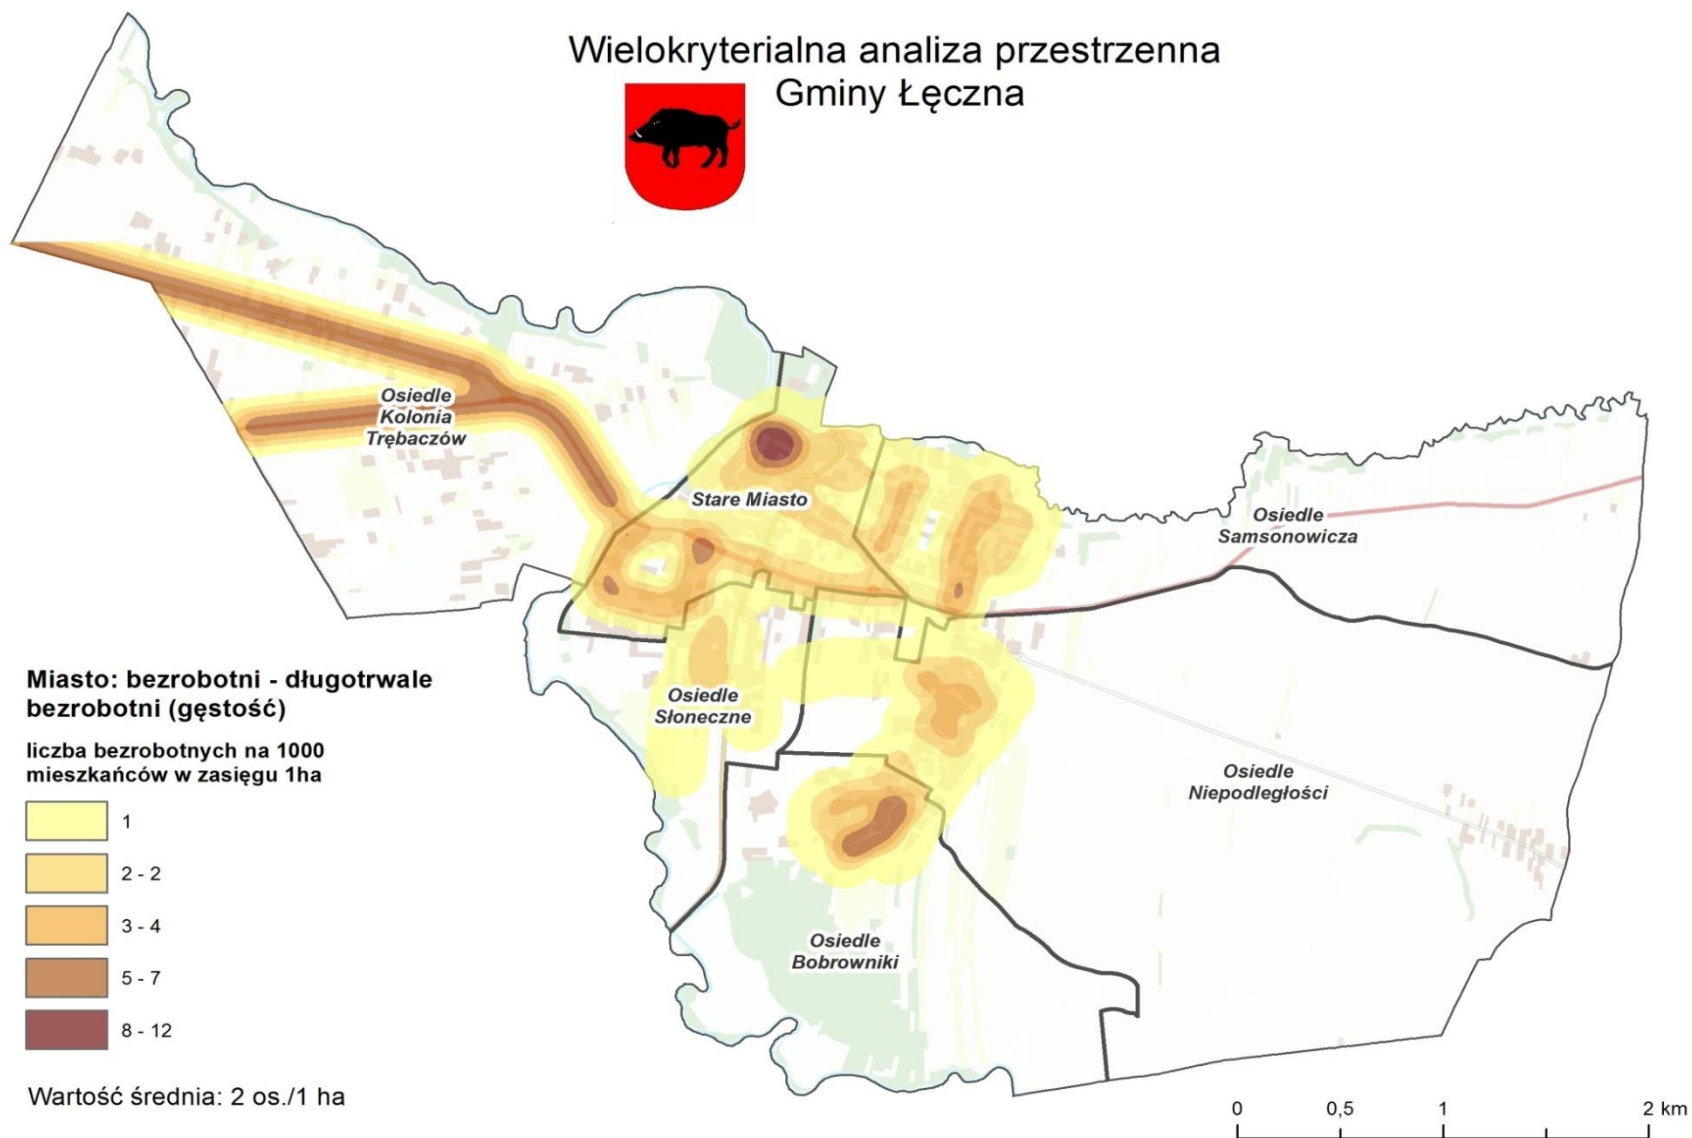 Wielokryterialna analiza przestrzenna
Gminy Łęczna
Osiedle
Kolonia
Trębaczów
Stare Miasto
Osiedle
Samsonowicza
Osiedle
Słoneczne
Osiedle
Niepodległości
Osiedle
Bobrowniki
Miasto: bezrobotni - długotrwale
bezrobotni (gęstość)
liczba bezrobotnych na 1000
mieszkańców w zasięgu 1ha
1
2 - 2
3 - 4
5 - 7
8 - 12
Wartość średnia: 2 os./1 ha
0 0,5 1 2 km